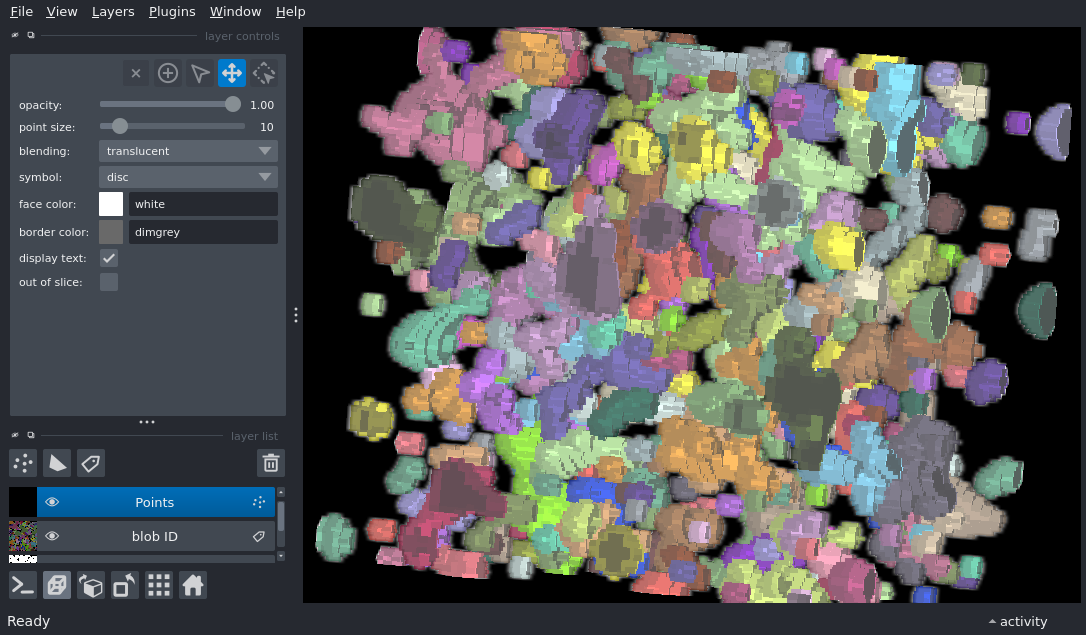 File View Layers Plugins Window Help
layer controls
opacity: 1.00
point size: 10
blending: translucent
symbol: disc
face color: white
border color: dimgrey
display text:
out of slice:
layer list
Points
blob ID
Ready
activity